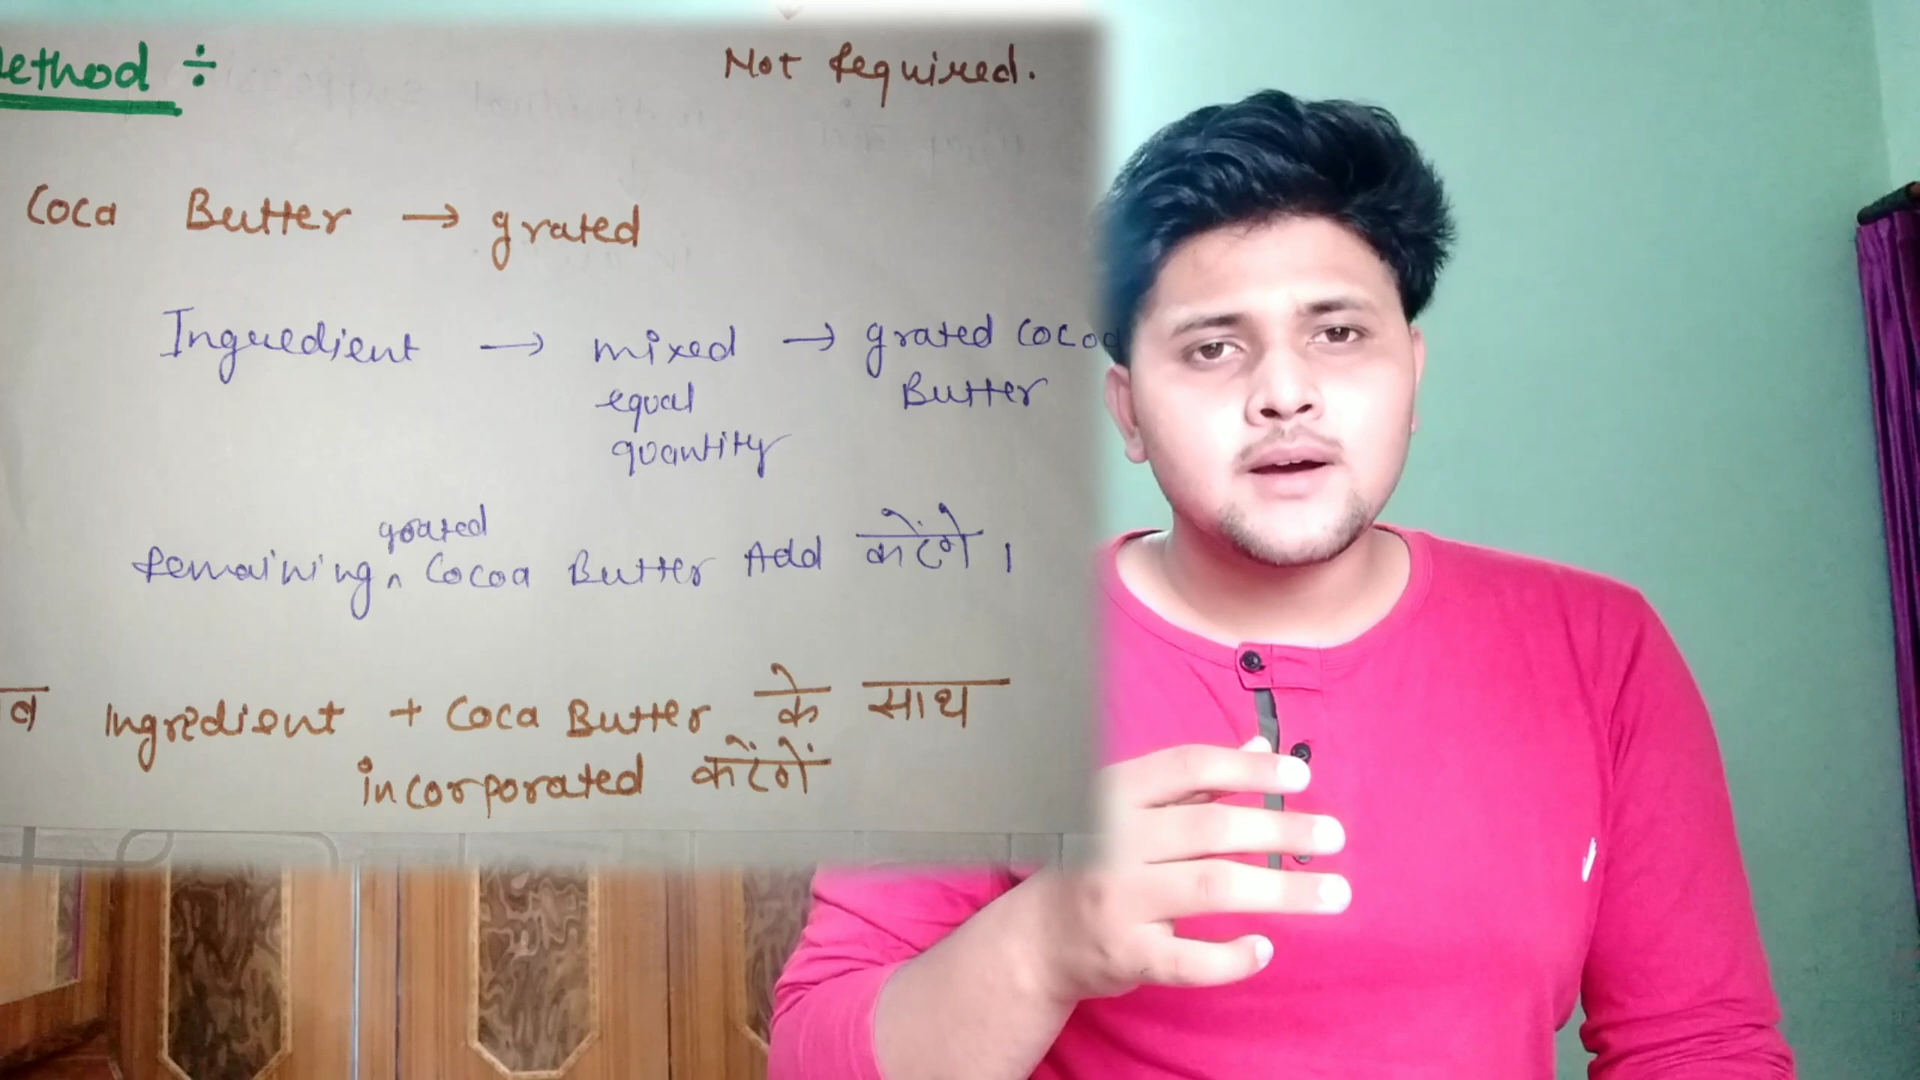 ethod ÷
Not Required.
Coca Butter → grated
Ingredient → mixed → grated Cocoa
equal Butter
quantity
grated
Remaining ^ Cocoa Butter Add करेंगे ।
व Ingredient + Coca Butter के साथ
incorporated करेंगें